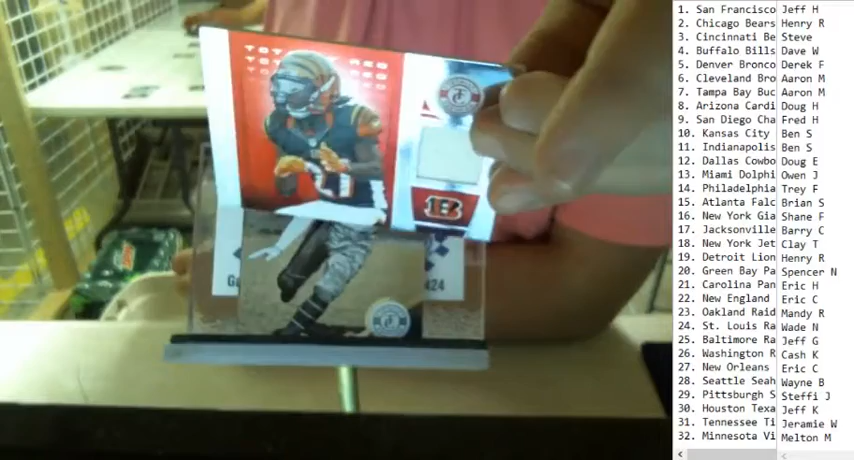 1. San Francisco Jeff H
2. Chicago Bears Henry R
3. Cincinnati Be Steve
4. Buffalo Bills Dave W
5. Denver Bronco Derek F
6. Cleveland Bro Aaron M
7. Tampa Bay Buc Aaron M
8. Arizona Cardi Doug H
9. San Diego Cha Fred H
10. Kansas City Ben S
11. Indianapolis Ben S
12. Dallas Cowbo Doug E
13. Miami Dolphi Owen J
14. Philadelphia Trey F
15. Atlanta Falc Brian S
16. New York Gia Shane F
17. Jacksonville Barry C
18. New York Jet Clay T
19. Detroit Lion Henry R
20. Green Bay Pa Spencer N
21. Carolina Pan Eric H
22. New England Eric C
23. Oakland Raid Mandy R
24. St. Louis Ra Wade N
25. Baltimore Ra Jeff G
26. Washington R Cash K
27. New Orleans Eric C
28. Seattle Seah Wayne B
29. Pittsburgh S Steffi J
30. Houston Texa Jeff K
31. Tennessee Ti Jeramie W
32. Minnesota Vi Melton M
21
B
424